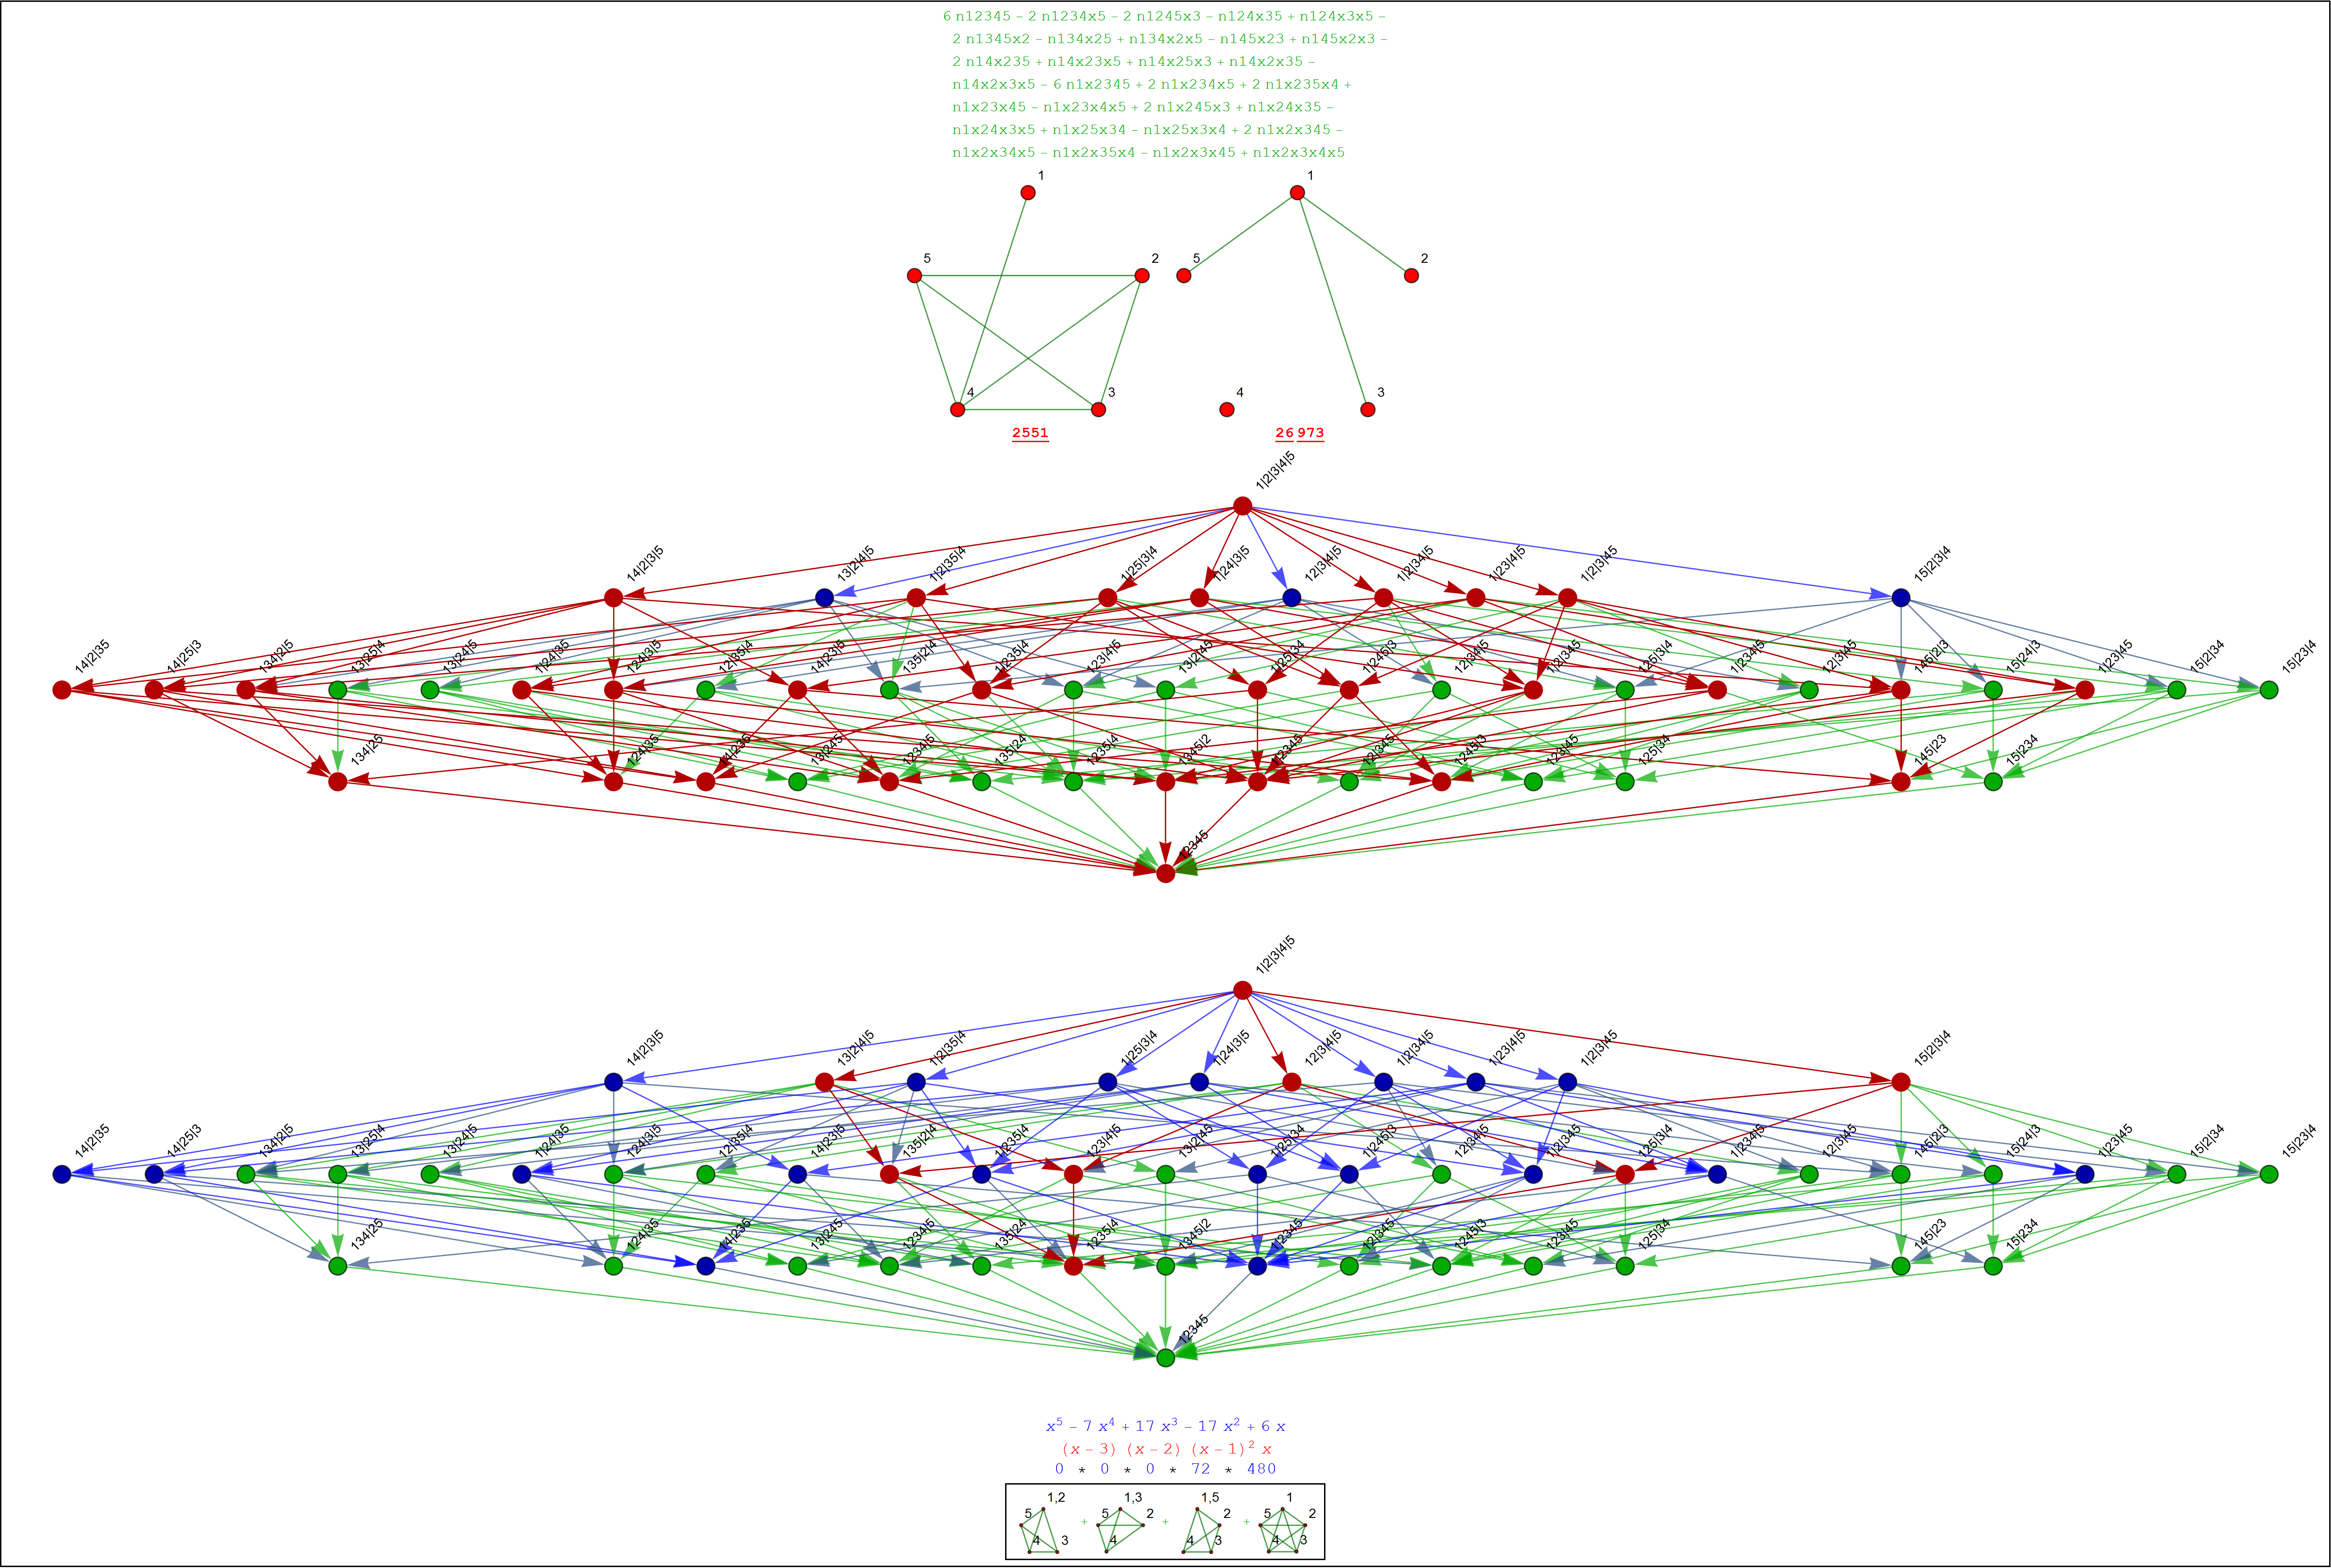 6 n12345 − 2 n1234x5 − 2 n1245x3 − n124x35 + n124x3x5 −
2 n1345x2 − n134x25 + n134x2x5 − n145x23 + n145x2x3 −
2 n14x235 + n14x23x5 + n14x25x3 + n14x2x35 −
n14x2x3x5 − 6 n1x2345 + 2 n1x234x5 + 2 n1x235x4 +
n1x23x45 − n1x23x4x5 + 2 n1x245x3 + n1x24x35 −
n1x24x3x5 + n1x25x34 − n1x25x3x4 + 2 n1x2x345 −
n1x2x34x5 − n1x2x35x4 − n1x2x3x45 + n1x2x3x4x5
1 1
5 2 5 2
4 3 4 3
2551 26 973
1|2|3|4|5
14|2|3|5 13|2|4|5 1|2|35|4 1|25|3|4 1|24|3|5 12|3|4|5 1|2|34|5 1|23|4|5 1|2|3|45 15|2|3|4
14|2|35 14|25|3 134|2|5 13|25|4 13|24|5 1|24|35 124|3|5 12|35|4 14|23|5 135|2|4 1|235|4 123|4|5 13|2|45 1|25|34 1|245|3 12|34|5 1|2|345 125|3|4 1|234|5 12|3|45 145|2|3 15|24|3 1|23|45 15|2|34 15|23|4
134|25 124|35 14|235 13|245 1234|5 135|24 1235|4 1345|2 1|2345 12|345 1245|3 123|45 125|34 145|23 15|234
12345
1|2|3|4|5
14|2|3|5 13|2|4|5 1|2|35|4 1|25|3|4 1|24|3|5 12|3|4|5 1|2|34|5 1|23|4|5 1|2|3|45 15|2|3|4
14|2|35 14|25|3 134|2|5 13|25|4 13|24|5 1|24|35 124|3|5 12|35|4 14|23|5 135|2|4 1|235|4 123|4|5 13|2|45 1|25|34 1|245|3 12|34|5 1|2|345 125|3|4 1|234|5 12|3|45 145|2|3 15|24|3 1|23|45 15|2|34 15|23|4
134|25 124|35 14|235 13|245 1234|5 135|24 1235|4 1345|2 1|2345 12|345 1245|3 123|45 125|34 145|23 15|234
12345
x⁵ − 7 x⁴ + 17 x³ − 17 x² + 6 x
(x − 3) (x − 2) (x − 1)² x
0 * 0 * 0 * 72 * 480
1,2 1,3 1,5 1
5 + 5 2 + 2 + 5 2
4 3 4 4 3 4 3